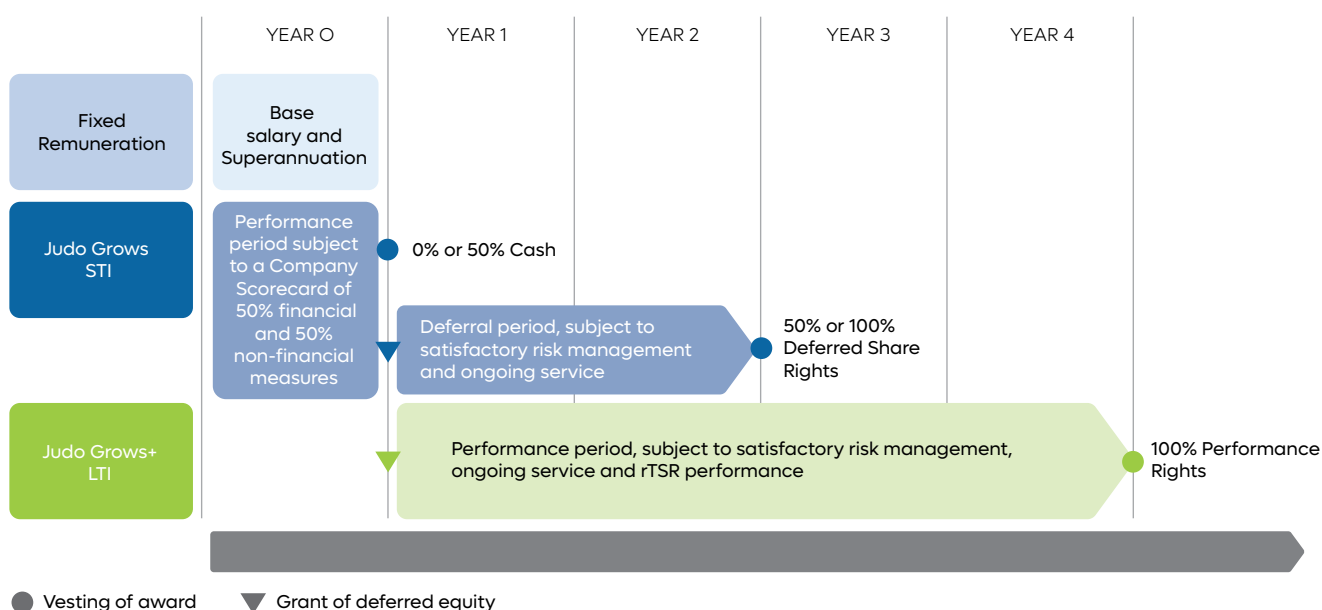 YEAR O
YEAR 1
YEAR 2
YEAR 3
YEAR 4
Fixed
Remuneration
Base
salary and
Superannuation
Judo Grows
STI
Performance
period subject
to a Company
Scorecard of
50% financial
and 50%
non-financial
measures
0% or 50% Cash
Deferral period, subject to
satisfactory risk management
and ongoing service
50% or 100%
Deferred Share
Rights
Judo Grows+
LTI
Performance period, subject to satisfactory risk management,
ongoing service and rTSR performance
100% Performance
Rights
Vesting of award
Grant of deferred equity